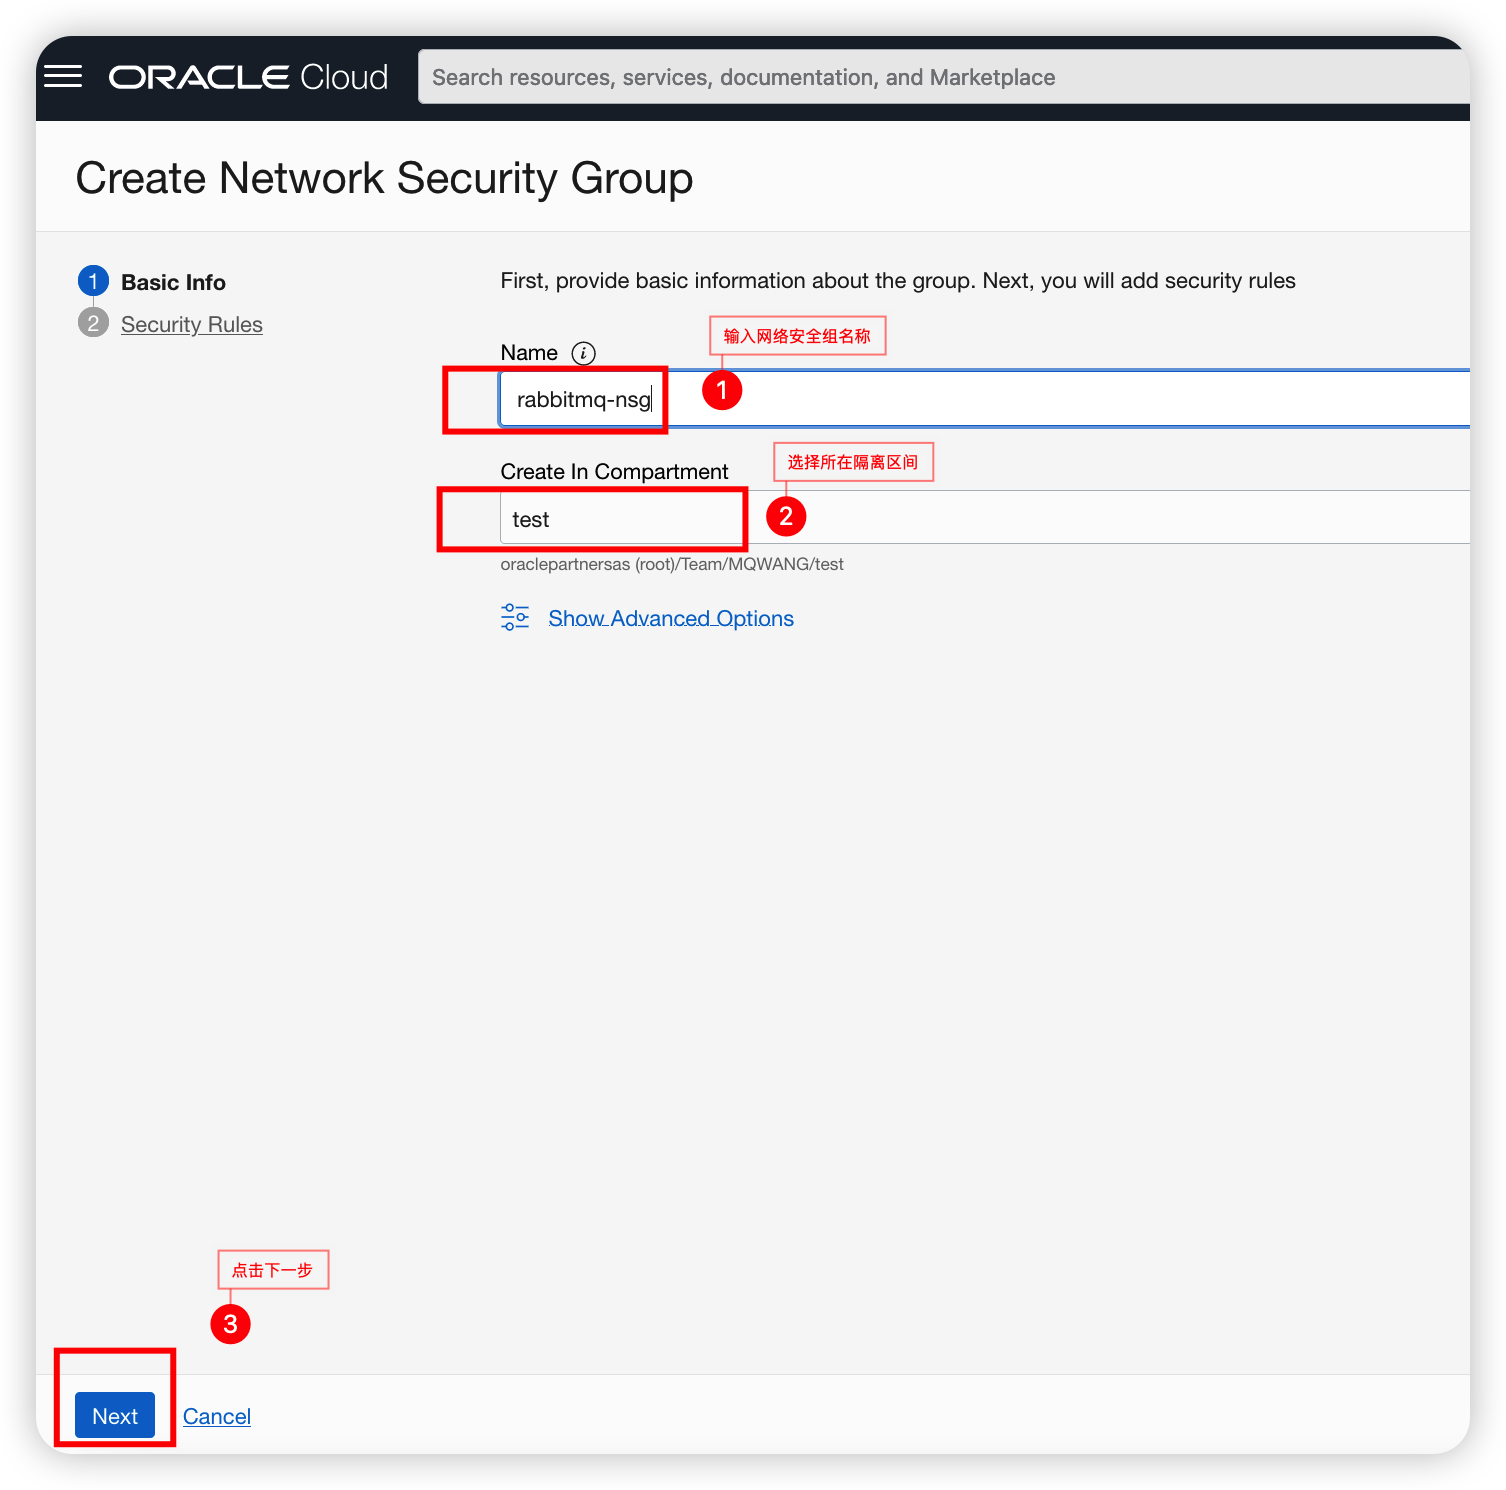 ORACLE Cloud
Search resources, services, documentation, and Marketplace
Create Network Security Group
1 Basic Info
2 Security Rules
First, provide basic information about the group. Next, you will add security rules
输入网络安全组名称
Name i
1
rabbitmq-nsg
选择所在隔离区间
Create In Compartment
2
test
oraclepartnersas (root)/Team/MQWANG/test
Show Advanced Options
点击下一步
3
Next Cancel